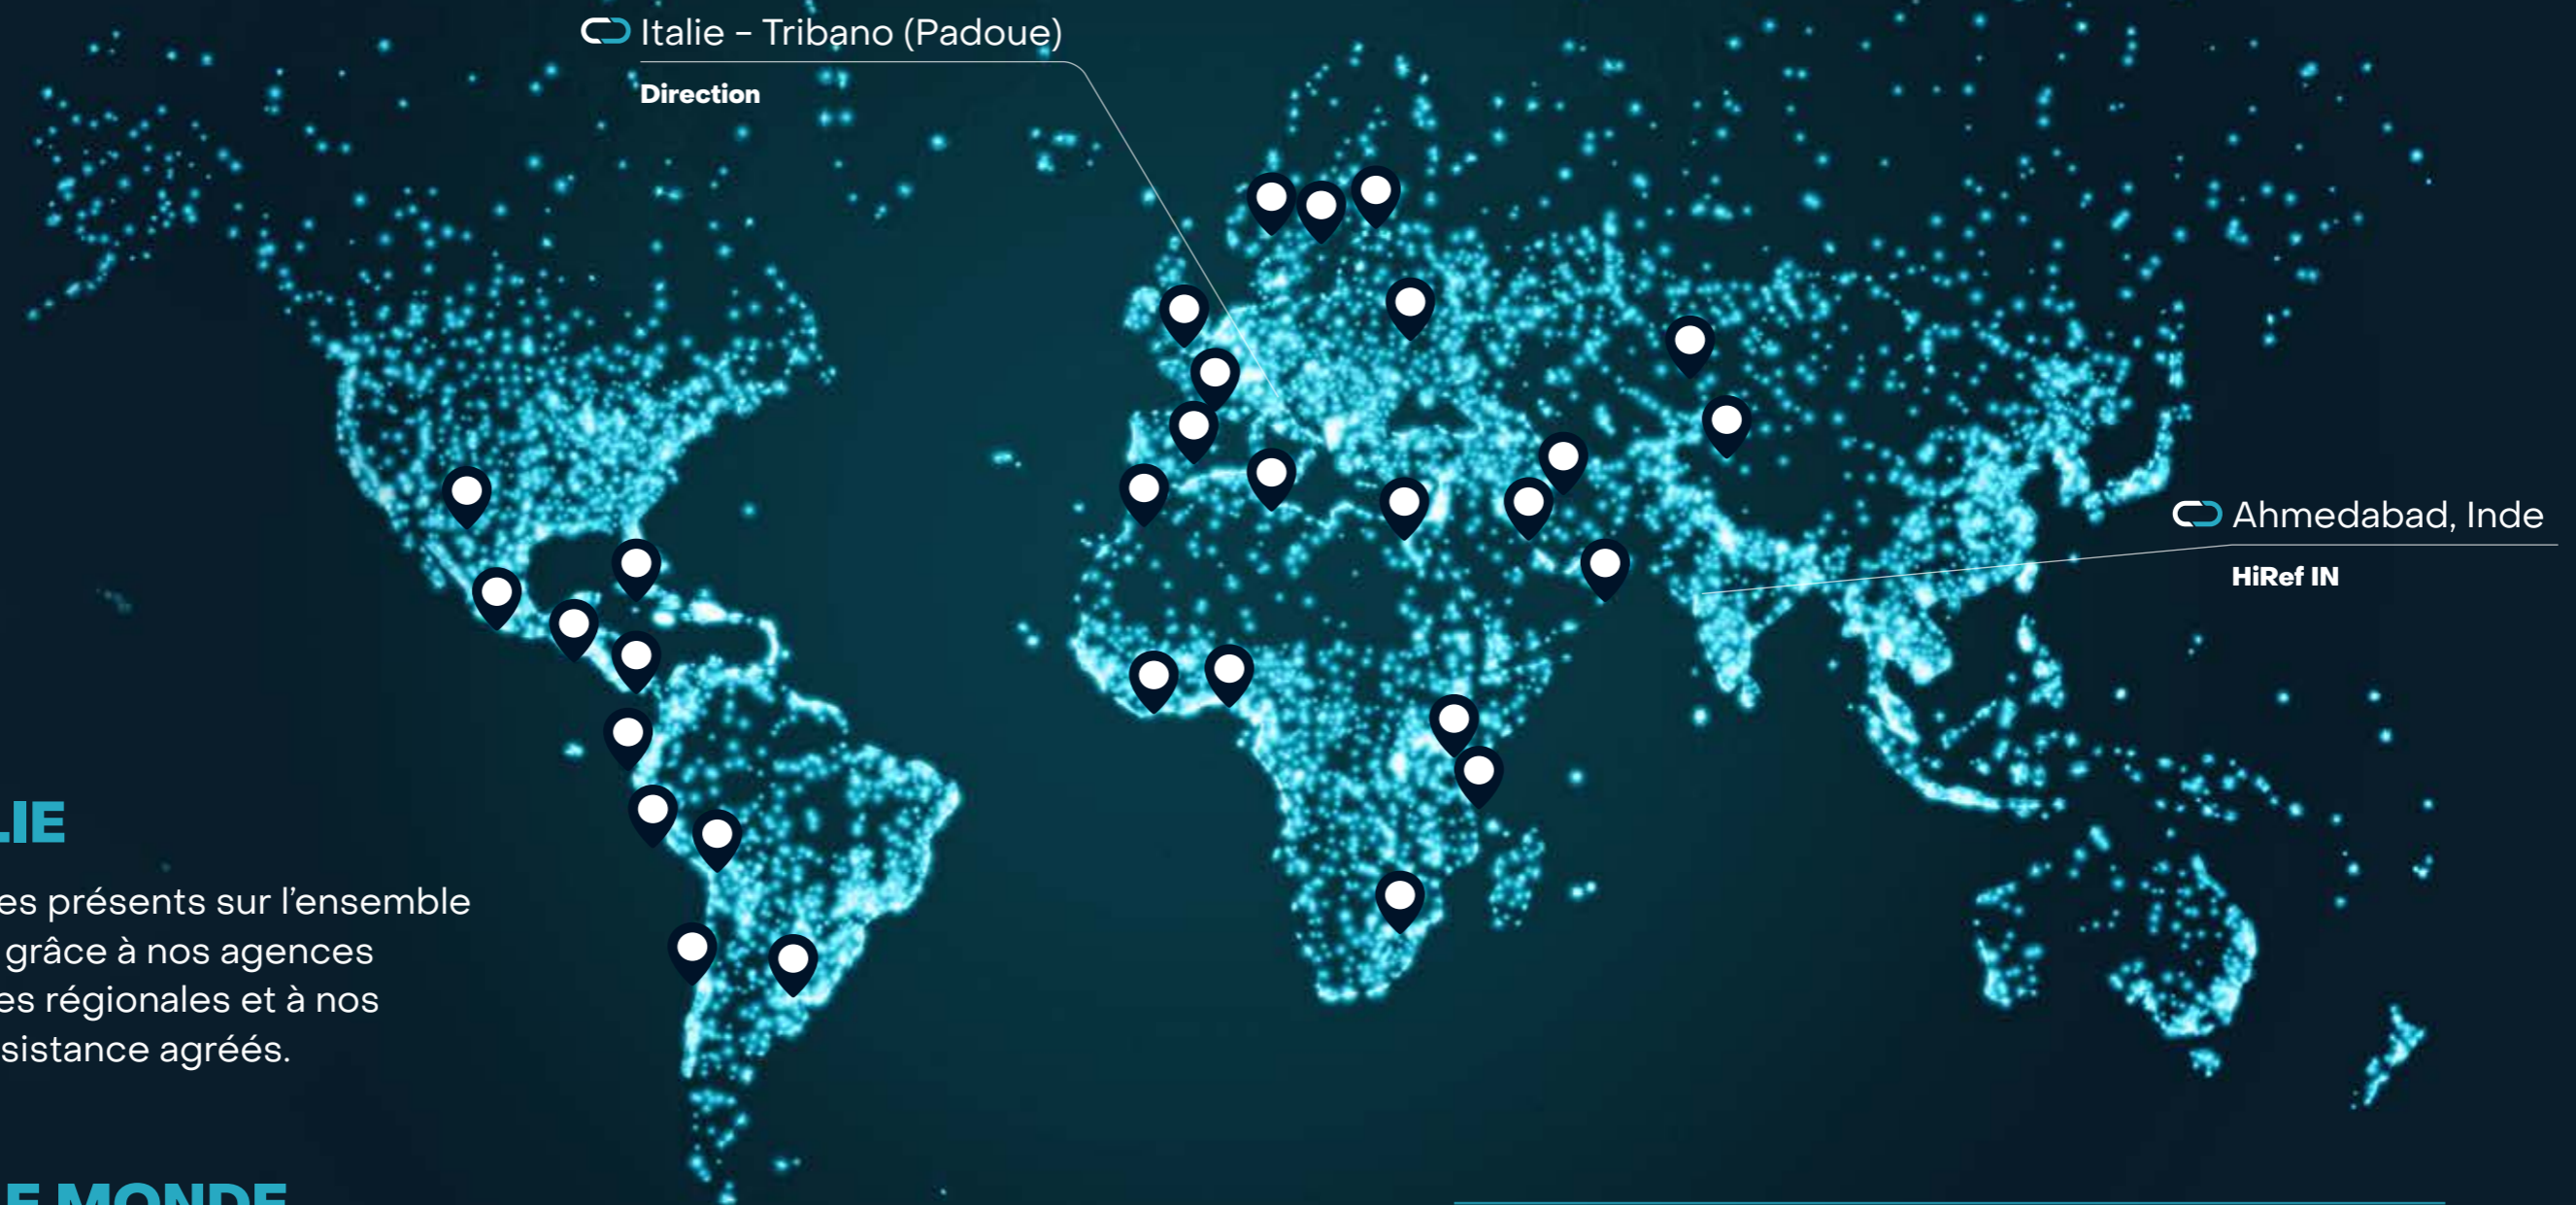 Italie – Tribano (Padoue)
Direction
Ahmedabad, Inde
HiRef IN
LIE
es présents sur l’ensemble
grâce à nos agences
es régionales et à nos
sistance agréés.
E MONDE